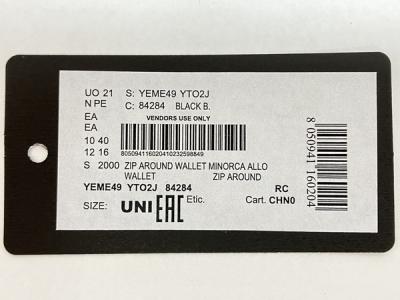 UO 21 S: YEME49 YTO2J
N PE C: 84284 BLACK B.
EA VENDORS USE ONLY
EA
10 40
12 16 805094116020410232598849
S 2000 ZIP AROUND WALLET MINORCA ALLO
WALLET ZIP AROUND
YEME49 YTO2J 84284 RC
SIZE: UNI EAC Etic. Cart. CHN0
8 050941 160204